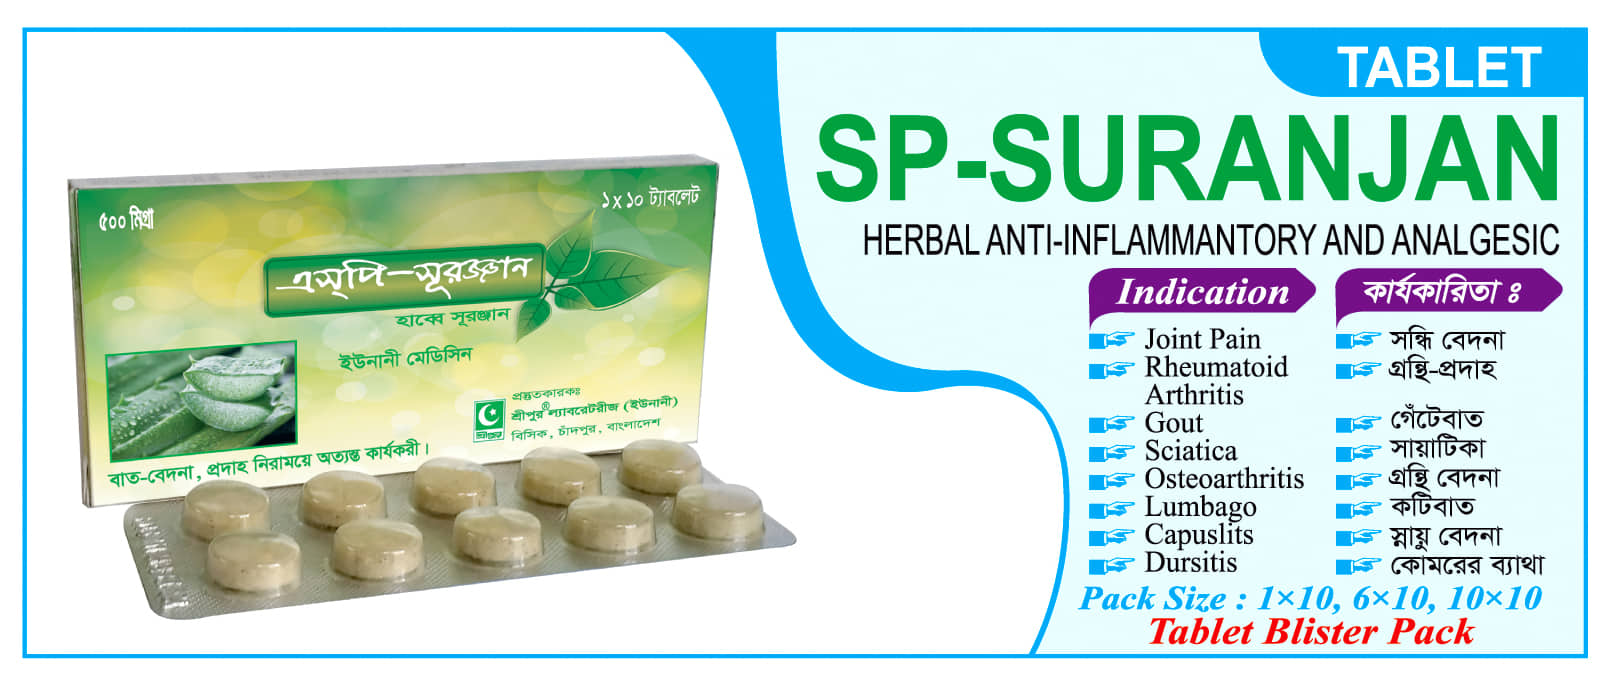 ৫০০ মিগ্রা
১x১০ ট্যাবলেট
এস্‌পি-সূরঞ্জান
হাব্বে সূরঞ্জান
ইউনানী মেডিসিন
প্রস্তুতকারকঃ
শ্রীপুর® ল্যাবরেটরীজ (ইউনানী)
বিসিক, চাঁদপুর, বাংলাদেশ
বাত-বেদনা, প্রদাহ নিরাময়ে অত্যন্ত কার্যকরী।
TABLET
SP-SURANJAN
HERBAL ANTI-INFLAMMANTORY AND ANALGESIC
Indication
Joint Pain
Rheumatoid
Arthritis
Gout
Sciatica
Osteoarthritis
Lumbago
Capuslits
Dursitis
কার্যকারিতা ঃ
সন্ধি বেদনা
গ্রন্থি-প্রদাহ
গেঁটেবাত
সায়াটিকা
গ্রন্থি বেদনা
কটিবাত
স্নায়ু বেদনা
কোমরের ব্যাথা
Pack Size : 1×10, 6×10, 10×10
Tablet Blister Pack